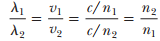 λ₁/λ₂ = v₁/v₂ = (c/n₁)/(c/n₂) = n₂/n₁